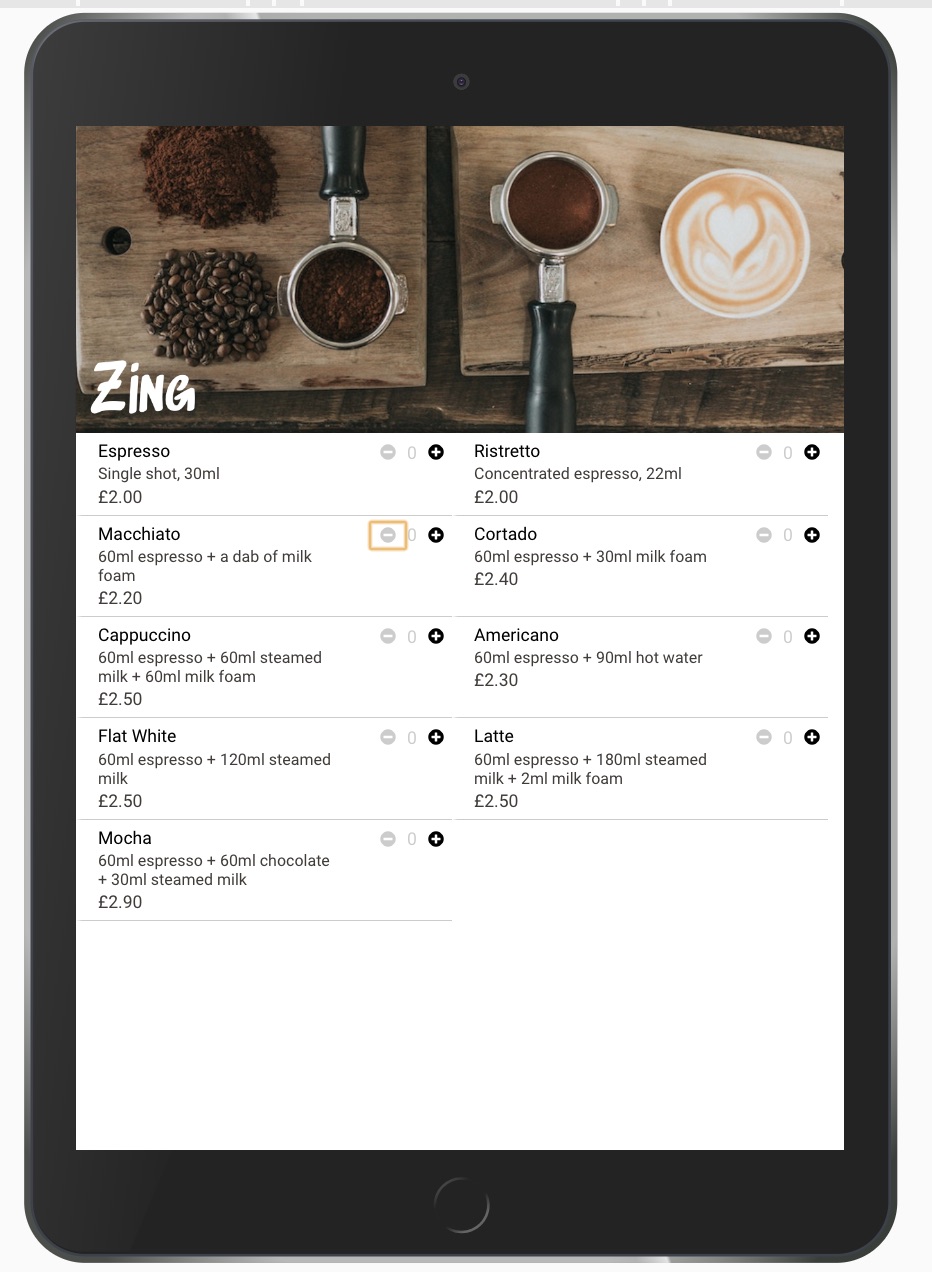 Zing
Espresso
0
Single shot, 30ml
£2.00
Ristretto
0
Concentrated espresso, 22ml
£2.00
Macchiato
0
60ml espresso + a dab of milk
foam
£2.20
Cortado
0
60ml espresso + 30ml milk foam
£2.40
Cappuccino
0
60ml espresso + 60ml steamed
milk + 60ml milk foam
£2.50
Americano
0
60ml espresso + 90ml hot water
£2.30
Flat White
0
60ml espresso + 120ml steamed
milk
£2.50
Latte
0
60ml espresso + 180ml steamed
milk + 2ml milk foam
£2.50
Mocha
0
60ml espresso + 60ml chocolate
+ 30ml steamed milk
£2.90